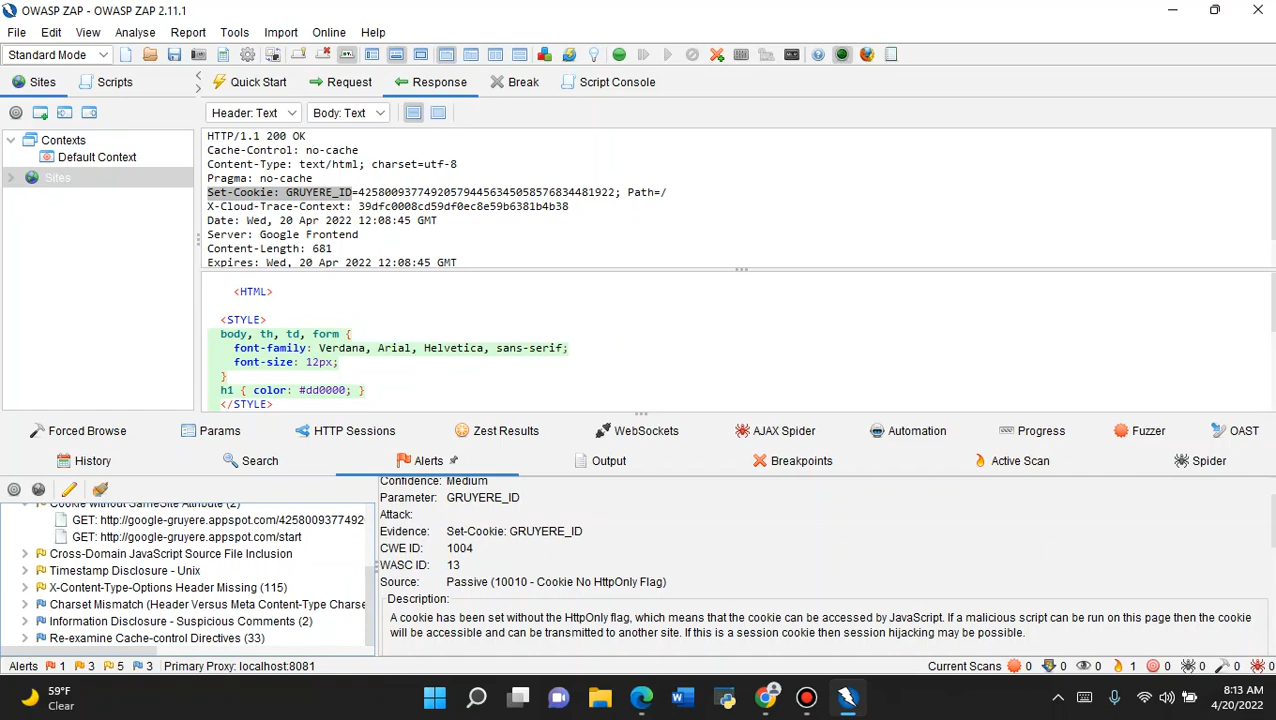 OWASP ZAP - OWASP ZAP 2.11.1
File Edit View Analyse Report Tools Import Online Help
Standard Mode
Sites Scripts Quick Start Request Response Break Script Console
Header: Text Body: Text
Contexts
Default Context
Sites
HTTP/1.1 200 OK
Cache-Control: no-cache
Content-Type: text/html; charset=utf-8
Pragma: no-cache
Set-Cookie: GRUYERE_ID=425800937749205794456345058576834481922; Path=/
X-Cloud-Trace-Context: 39dfc0008cd59df0ec8e59b6381b4b38
Date: Wed, 20 Apr 2022 12:08:45 GMT
Server: Google Frontend
Content-Length: 681
Expires: Wed, 20 Apr 2022 12:08:45 GMT
<HTML>
<STYLE>
body, th, td, form {
font-family: Verdana, Arial, Helvetica, sans-serif;
font-size: 12px;
}
h1 { color: #dd0000; }
</STYLE>
Forced Browse Params HTTP Sessions Zest Results WebSockets AJAX Spider Automation Progress Fuzzer OAST
History Search Alerts Output Breakpoints Active Scan Spider
Cookie without SameSite Attribute (2)
GET: http://google-gruyere.appspot.com/4258009377492
GET: http://google-gruyere.appspot.com/start
Cross-Domain JavaScript Source File Inclusion
Timestamp Disclosure - Unix
X-Content-Type-Options Header Missing (115)
Charset Mismatch (Header Versus Meta Content-Type Charse
Information Disclosure - Suspicious Comments (2)
Re-examine Cache-control Directives (33)
Confidence: Medium
Parameter: GRUYERE_ID
Attack:
Evidence: Set-Cookie: GRUYERE_ID
CWE ID: 1004
WASC ID: 13
Source: Passive (10010 - Cookie No HttpOnly Flag)
Description:
A cookie has been set without the HttpOnly flag, which means that the cookie can be accessed by JavaScript. If a malicious script can be run on this page then the cookie
will be accessible and can be transmitted to another site. If this is a session cookie then session hijacking may be possible.
Alerts 1 3 5 3 Primary Proxy: localhost:8081 Current Scans 0 0 0 1 0 0 0 0
59°F
Clear
8:13 AM
4/20/2022